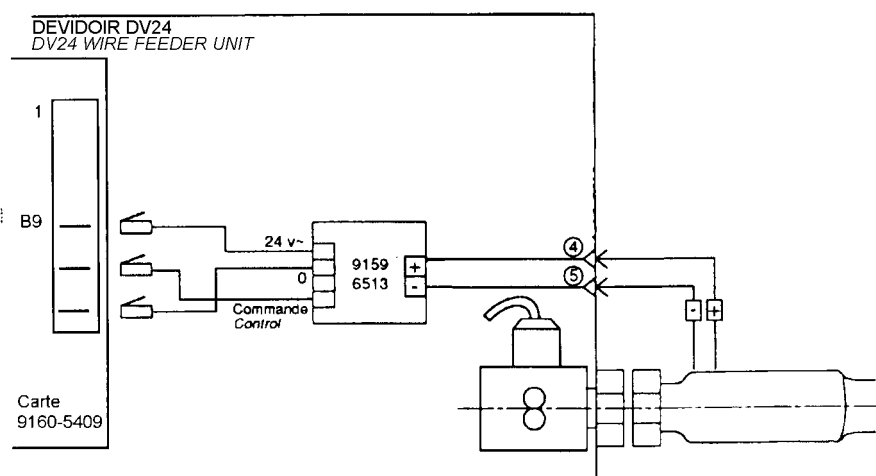 DEVIDOIR DV24
DV24 WIRE FEEDER UNIT
1
B9
24 v~
0
Commande
Control
9159
6513
+
-
4
5
- +
Carte
9160-5409